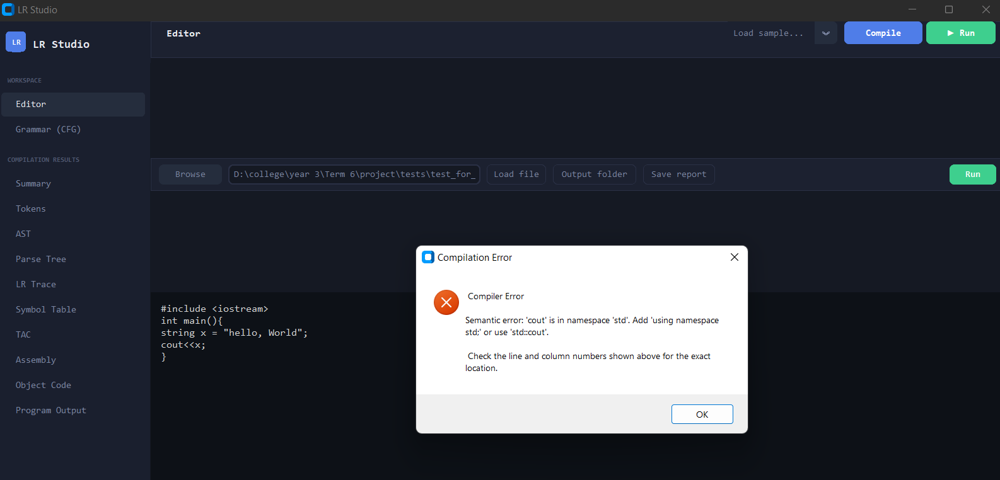 LR Studio
LR
LR Studio
WORKSPACE
Editor
Grammar (CFG)
COMPILATION RESULTS
Summary
Tokens
AST
Parse Tree
LR Trace
Symbol Table
TAC
Assembly
Object Code
Program Output
Editor
Load sample...
Compile
▶ Run
Browse
D:\college\year 3\Term 6\project\tests\test_for_
Load file
Output folder
Save report
Run
#include <iostream>
int main(){
string x = "hello, World";
cout<<x;
}
Compilation Error
Compiler Error
Semantic error: 'cout' is in namespace 'std'. Add 'using namespace
std;' or use 'std::cout'.
Check the line and column numbers shown above for the exact
location.
OK